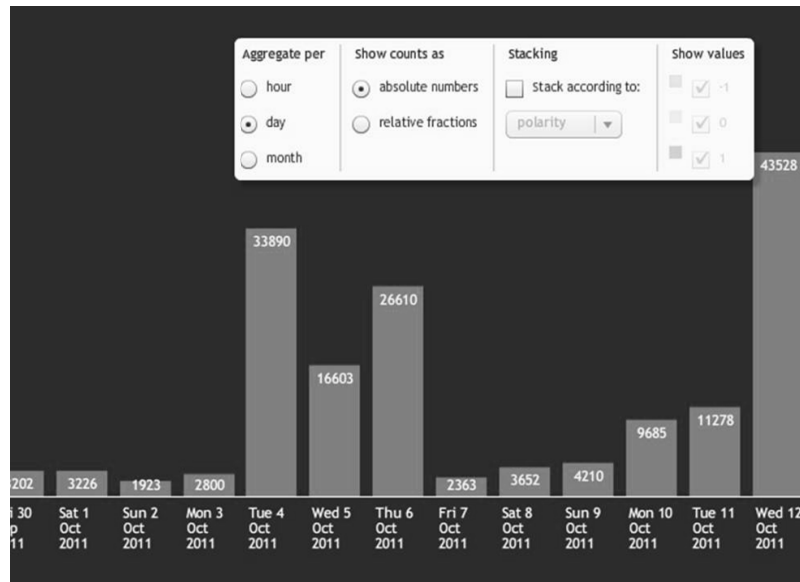 Aggregate per Show counts as Stacking Show values
hour absolute numbers Stack according to: -1
day relative fractions polarity 0
month 1
43528
33890
26610
16603
11278
9685
202 3226 1923 2800 2363 3652 4210
30 Sat 1 Sun 2 Mon 3 Tue 4 Wed 5 Thu 6 Fri 7 Sat 8 Sun 9 Mon 10 Tue 11 Wed 12
Oct Oct Oct Oct Oct Oct Oct Oct Oct Oct Oct Oct
11 2011 2011 2011 2011 2011 2011 2011 2011 2011 2011 2011 2011